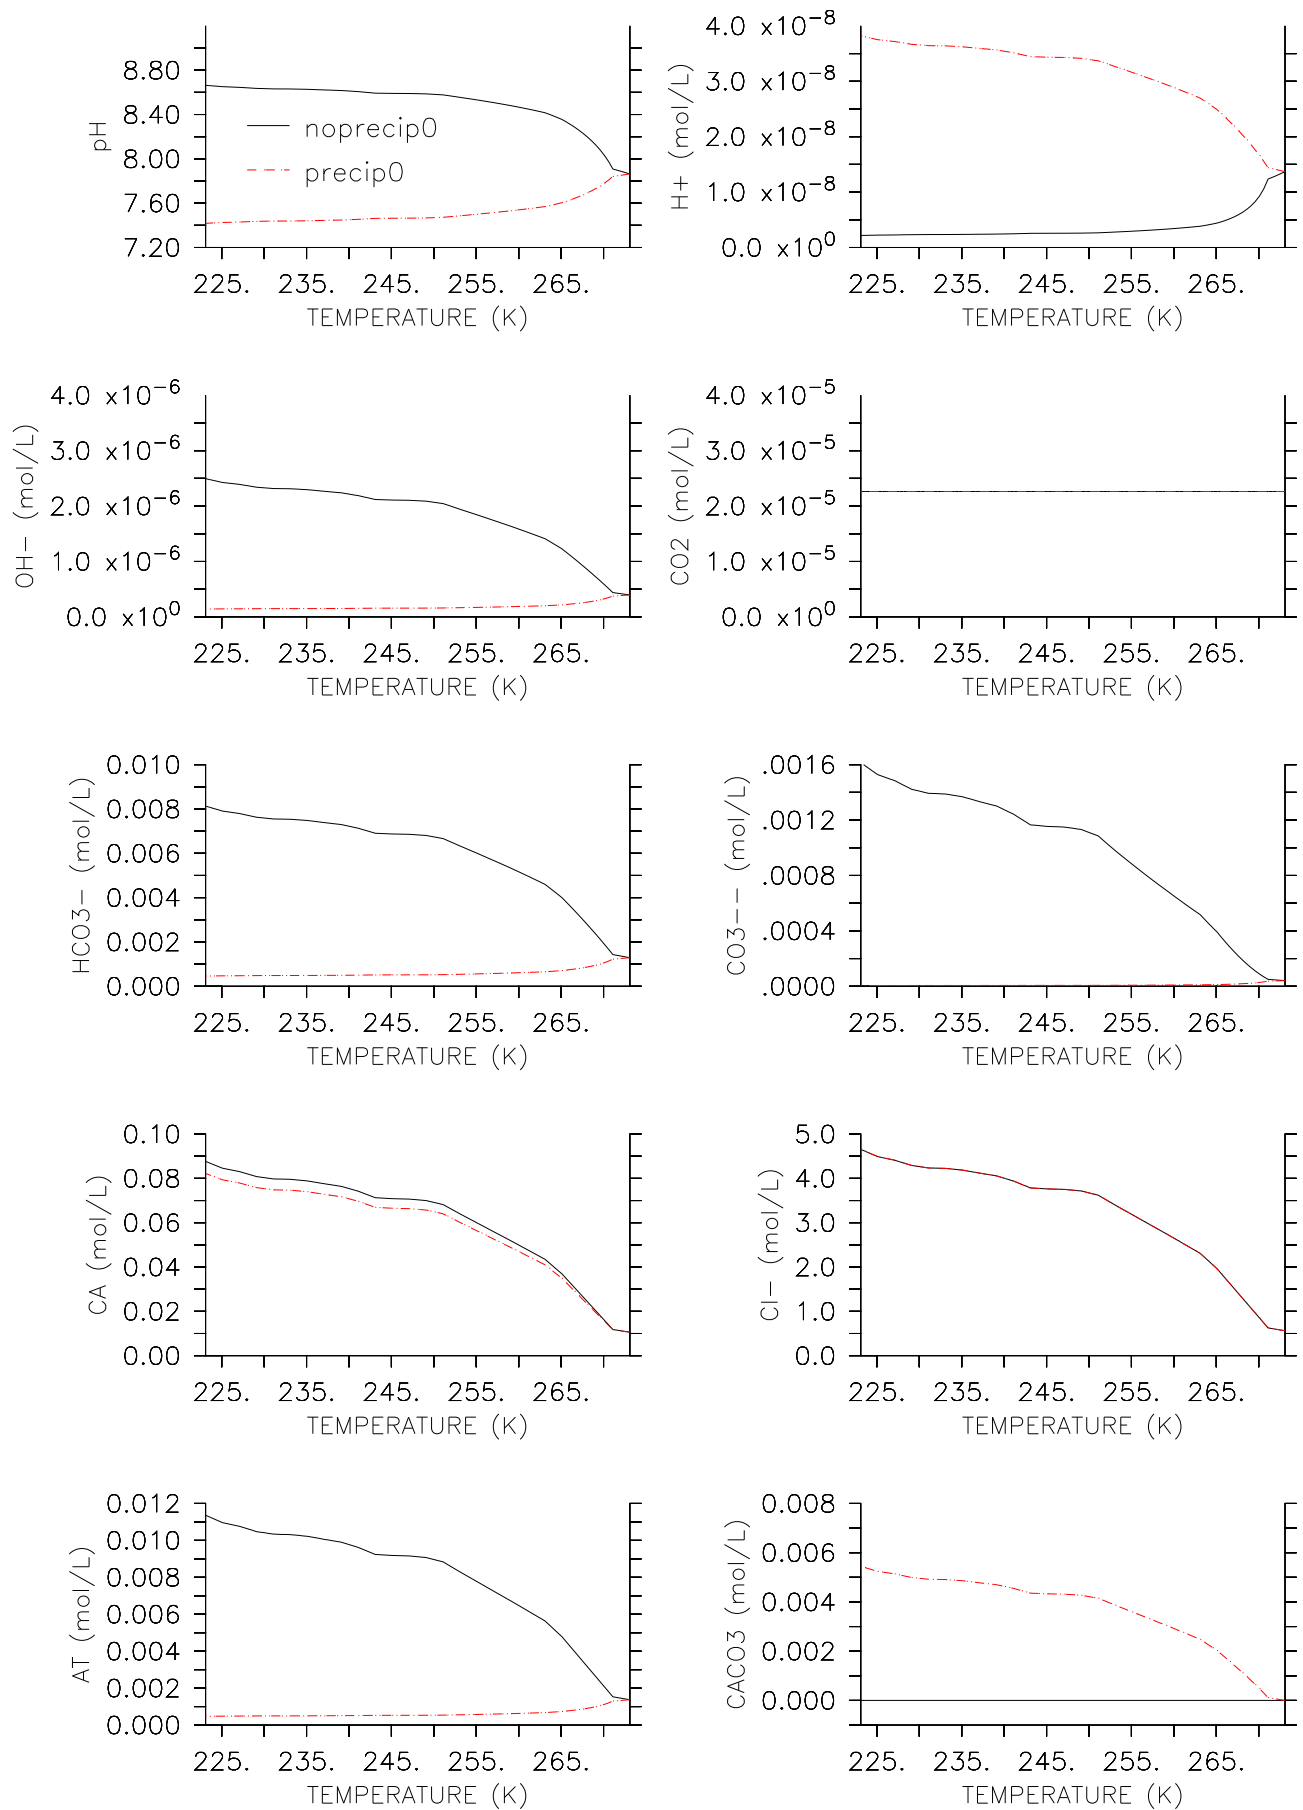 pH
8.80
8.40
8.00
7.60
7.20
noprecip0
precip0
225. 235. 245. 255. 265.
TEMPERATURE (K)
H+ (mol/L)
4.0 x10⁻⁸
3.0 x10⁻⁸
2.0 x10⁻⁸
1.0 x10⁻⁸
0.0 x10⁰
225. 235. 245. 255. 265.
TEMPERATURE (K)
OH− (mol/L)
4.0 x10⁻⁶
3.0 x10⁻⁶
2.0 x10⁻⁶
1.0 x10⁻⁶
0.0 x10⁰
225. 235. 245. 255. 265.
TEMPERATURE (K)
CO2 (mol/L)
4.0 x10⁻⁵
3.0 x10⁻⁵
2.0 x10⁻⁵
1.0 x10⁻⁵
0.0 x10⁰
225. 235. 245. 255. 265.
TEMPERATURE (K)
HCO3− (mol/L)
0.010
0.008
0.006
0.004
0.002
0.000
225. 235. 245. 255. 265.
TEMPERATURE (K)
CO3−− (mol/L)
.0016
.0012
.0008
.0004
.0000
225. 235. 245. 255. 265.
TEMPERATURE (K)
CA (mol/L)
0.10
0.08
0.06
0.04
0.02
0.00
225. 235. 245. 255. 265.
TEMPERATURE (K)
Cl− (mol/L)
5.0
4.0
3.0
2.0
1.0
0.0
225. 235. 245. 255. 265.
TEMPERATURE (K)
AT (mol/L)
0.012
0.010
0.008
0.006
0.004
0.002
0.000
225. 235. 245. 255. 265.
TEMPERATURE (K)
CACO3 (mol/L)
0.008
0.006
0.004
0.002
0.000
225. 235. 245. 255. 265.
TEMPERATURE (K)